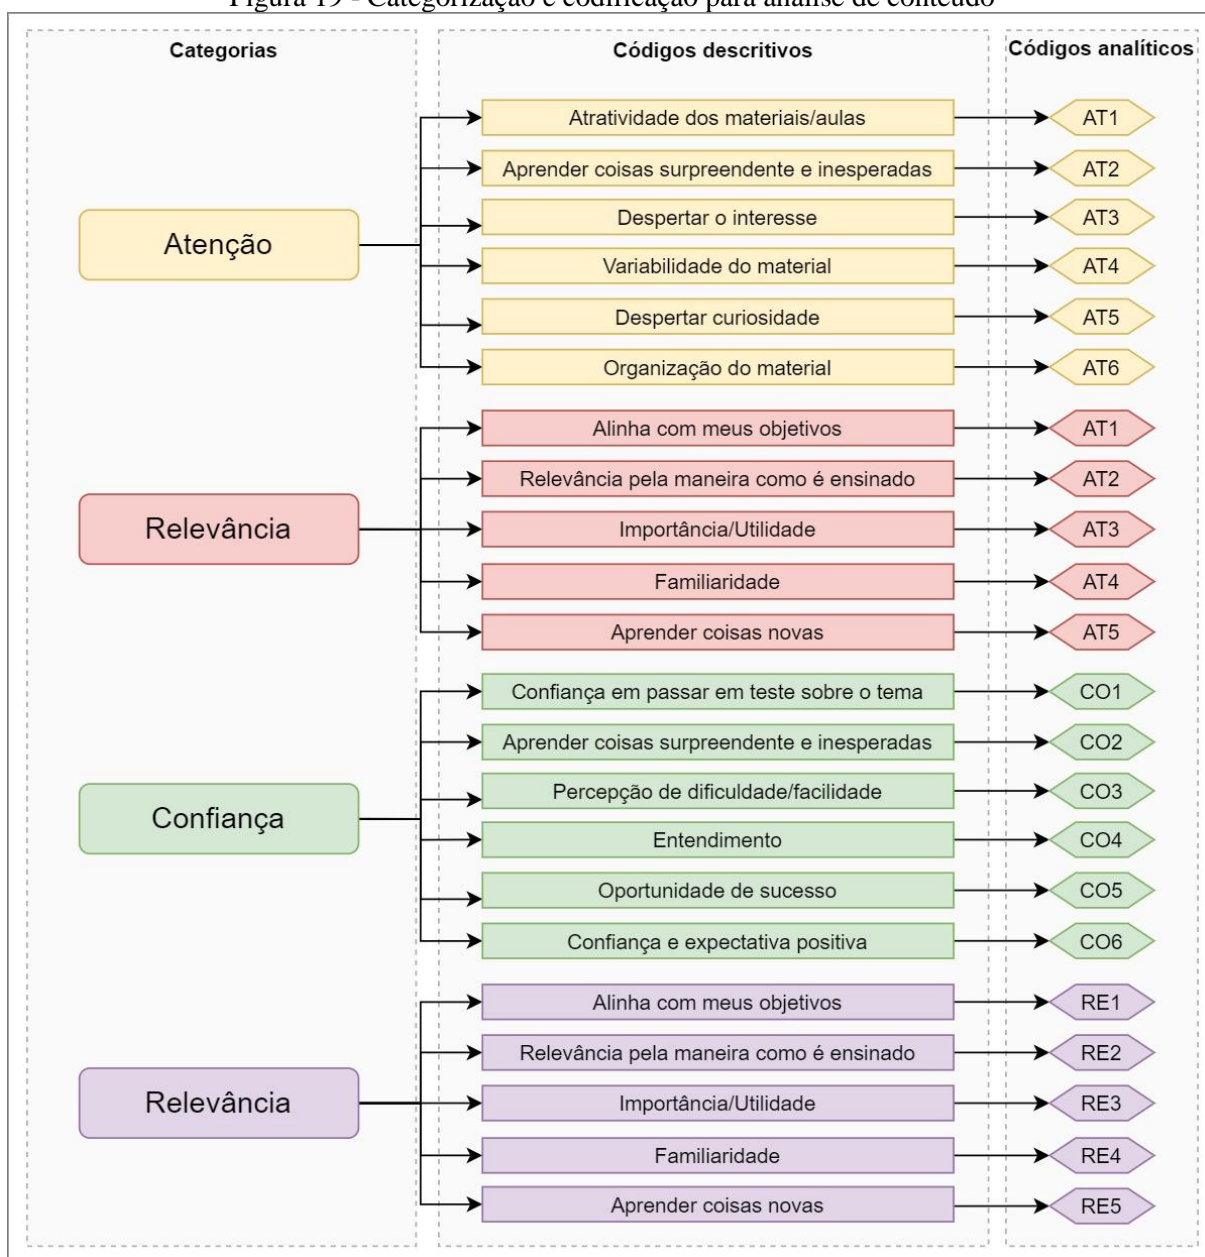 Figura 19 - Categorização e codificação para análise de conteúdo
Categorias
Códigos descritivos
Códigos analíticos
Atenção
Atratividade dos materiais/aulas
AT1
Aprender coisas surpreendente e inesperadas
AT2
Despertar o interesse
AT3
Variabilidade do material
AT4
Despertar curiosidade
AT5
Organização do material
AT6
Relevância
Alinha com meus objetivos
AT1
Relevância pela maneira como é ensinado
AT2
Importância/Utilidade
AT3
Familiaridade
AT4
Aprender coisas novas
AT5
Confiança
Confiança em passar em teste sobre o tema
CO1
Aprender coisas surpreendente e inesperadas
CO2
Percepção de dificuldade/facilidade
CO3
Entendimento
CO4
Oportunidade de sucesso
CO5
Confiança e expectativa positiva
CO6
Relevância
Alinha com meus objetivos
RE1
Relevância pela maneira como é ensinado
RE2
Importância/Utilidade
RE3
Familiaridade
RE4
Aprender coisas novas
RE5